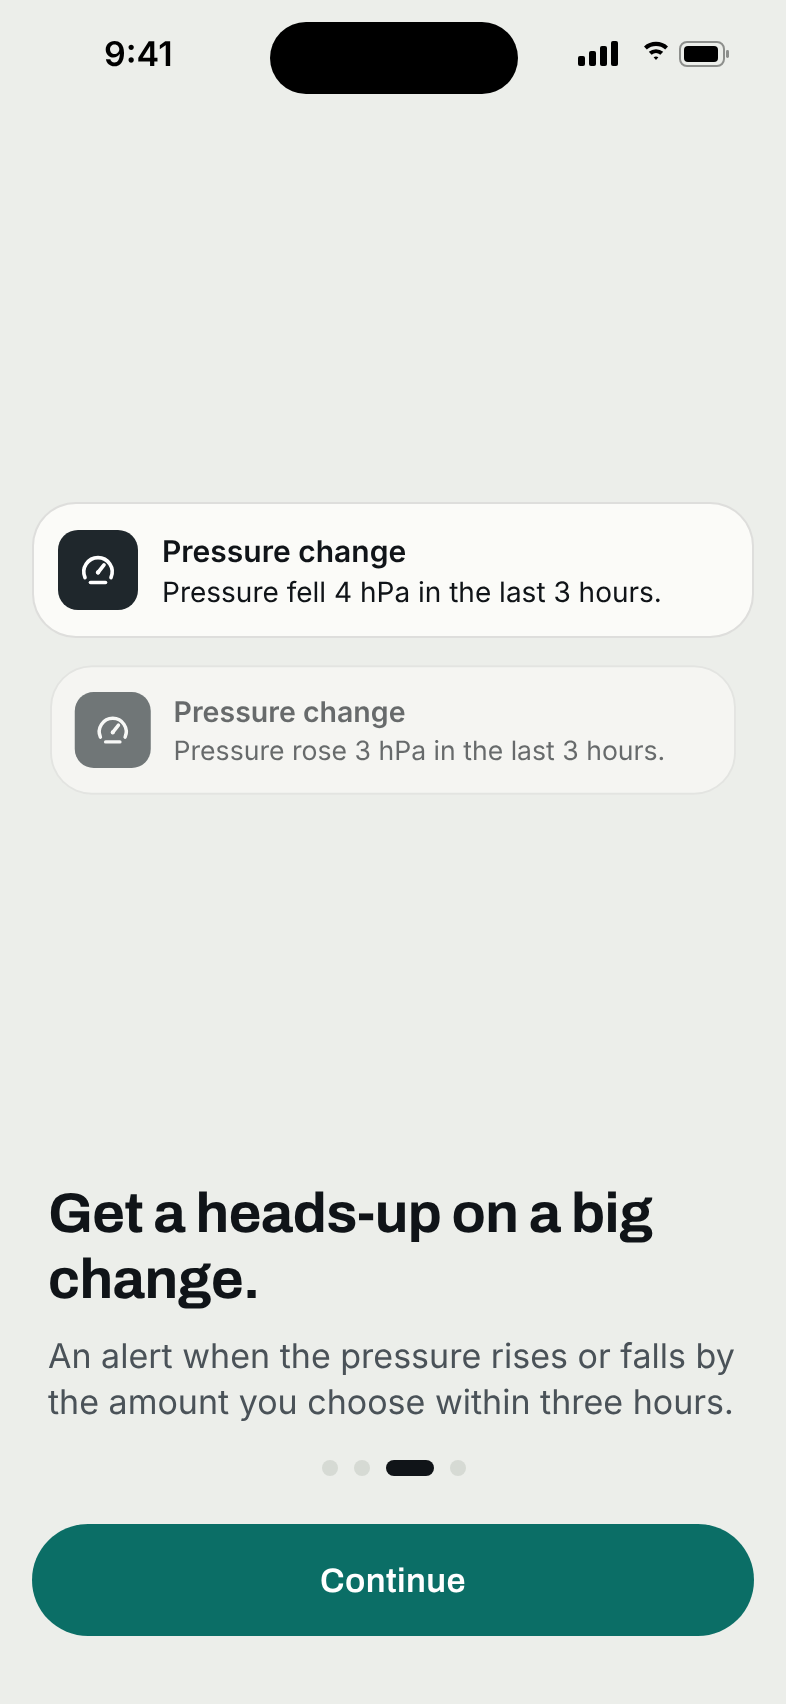 9:41
Pressure change
Pressure fell 4 hPa in the last 3 hours.
Pressure change
Pressure rose 3 hPa in the last 3 hours.
Get a heads-up on a big
change.
An alert when the pressure rises or falls by
the amount you choose within three hours.
Continue